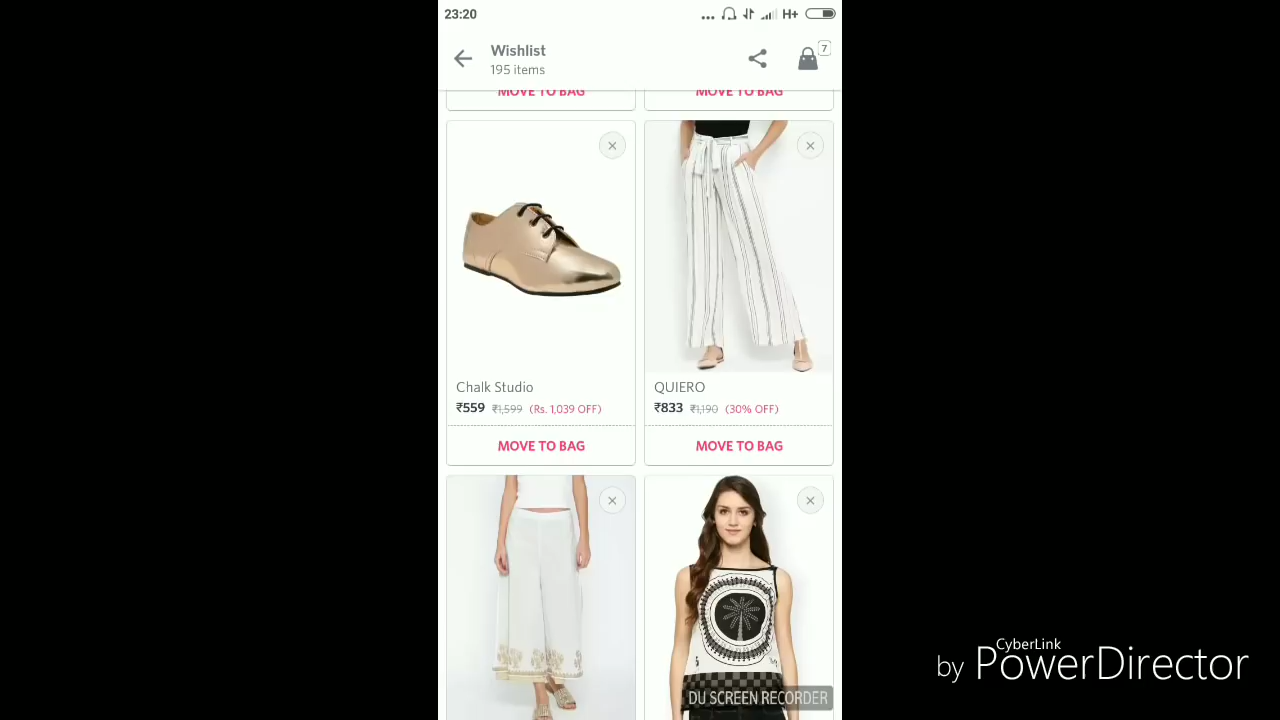 23:20
... H+
Wishlist
195 items
7
MOVE TO BAG
MOVE TO BAG
Chalk Studio
₹559 ₹1,599 (Rs. 1,039 OFF)
MOVE TO BAG
QUIERO
₹833 ₹1,190 (30% OFF)
MOVE TO BAG
DU SCREEN RECORDER
CyberLink
by PowerDirector